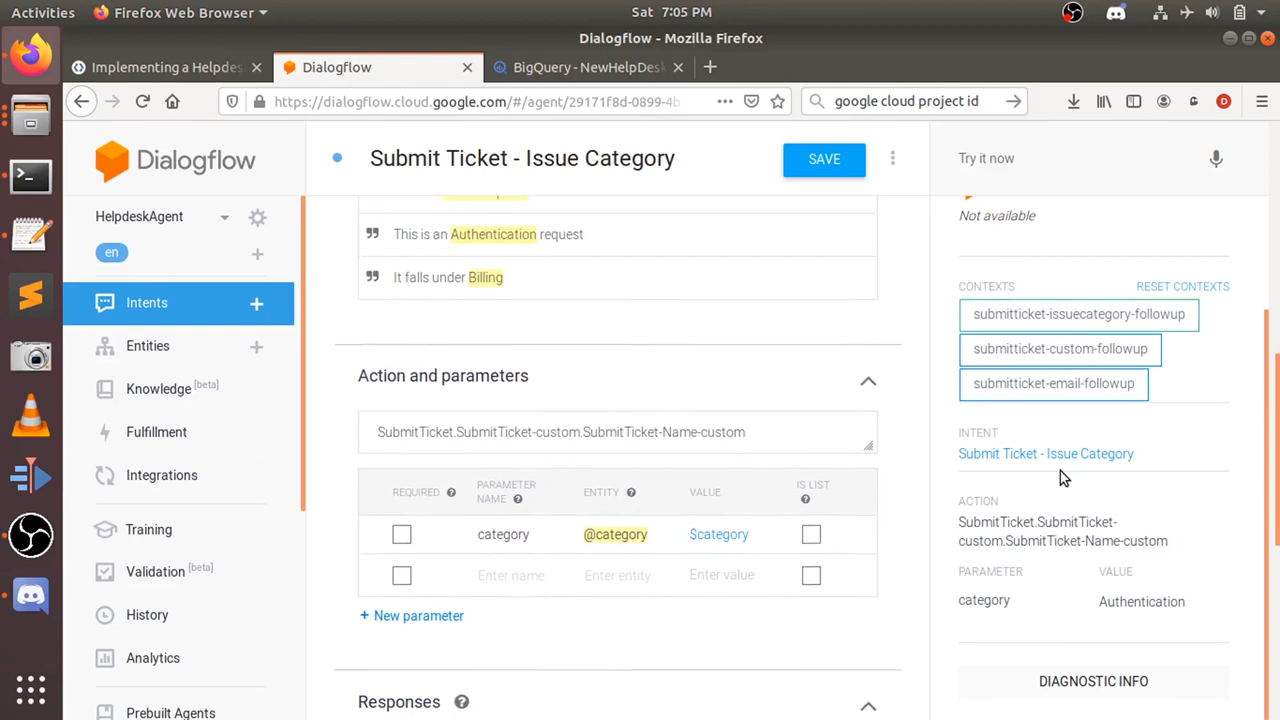 Activities
Firefox Web Browser
Sat 7:05 PM
Dialogflow - Mozilla Firefox
Implementing a Helpdes
Dialogflow
BigQuery - NewHelpDesk
https://dialogflow.cloud.google.com/#/agent/29171f8d-0899-4b
google cloud project id
Dialogflow
Submit Ticket - Issue Category
SAVE
Try it now
HelpdeskAgent
en
Intents
Entities
Knowledge [beta]
Fulfillment
Integrations
Training
Validation [beta]
History
Analytics
Prebuilt Agents
This is an Authentication request
It falls under Billing
Action and parameters
SubmitTicket.SubmitTicket-custom.SubmitTicket-Name-custom
REQUIRED
PARAMETER NAME
ENTITY
VALUE
IS LIST
category
@category
$category
Enter name
Enter entity
Enter value
+ New parameter
Responses
Not available
CONTEXTS
RESET CONTEXTS
submitticket-issuecategory-followup
submitticket-custom-followup
submitticket-email-followup
INTENT
Submit Ticket - Issue Category
ACTION
SubmitTicket.SubmitTicket-
custom.SubmitTicket-Name-custom
PARAMETER
VALUE
category
Authentication
DIAGNOSTIC INFO